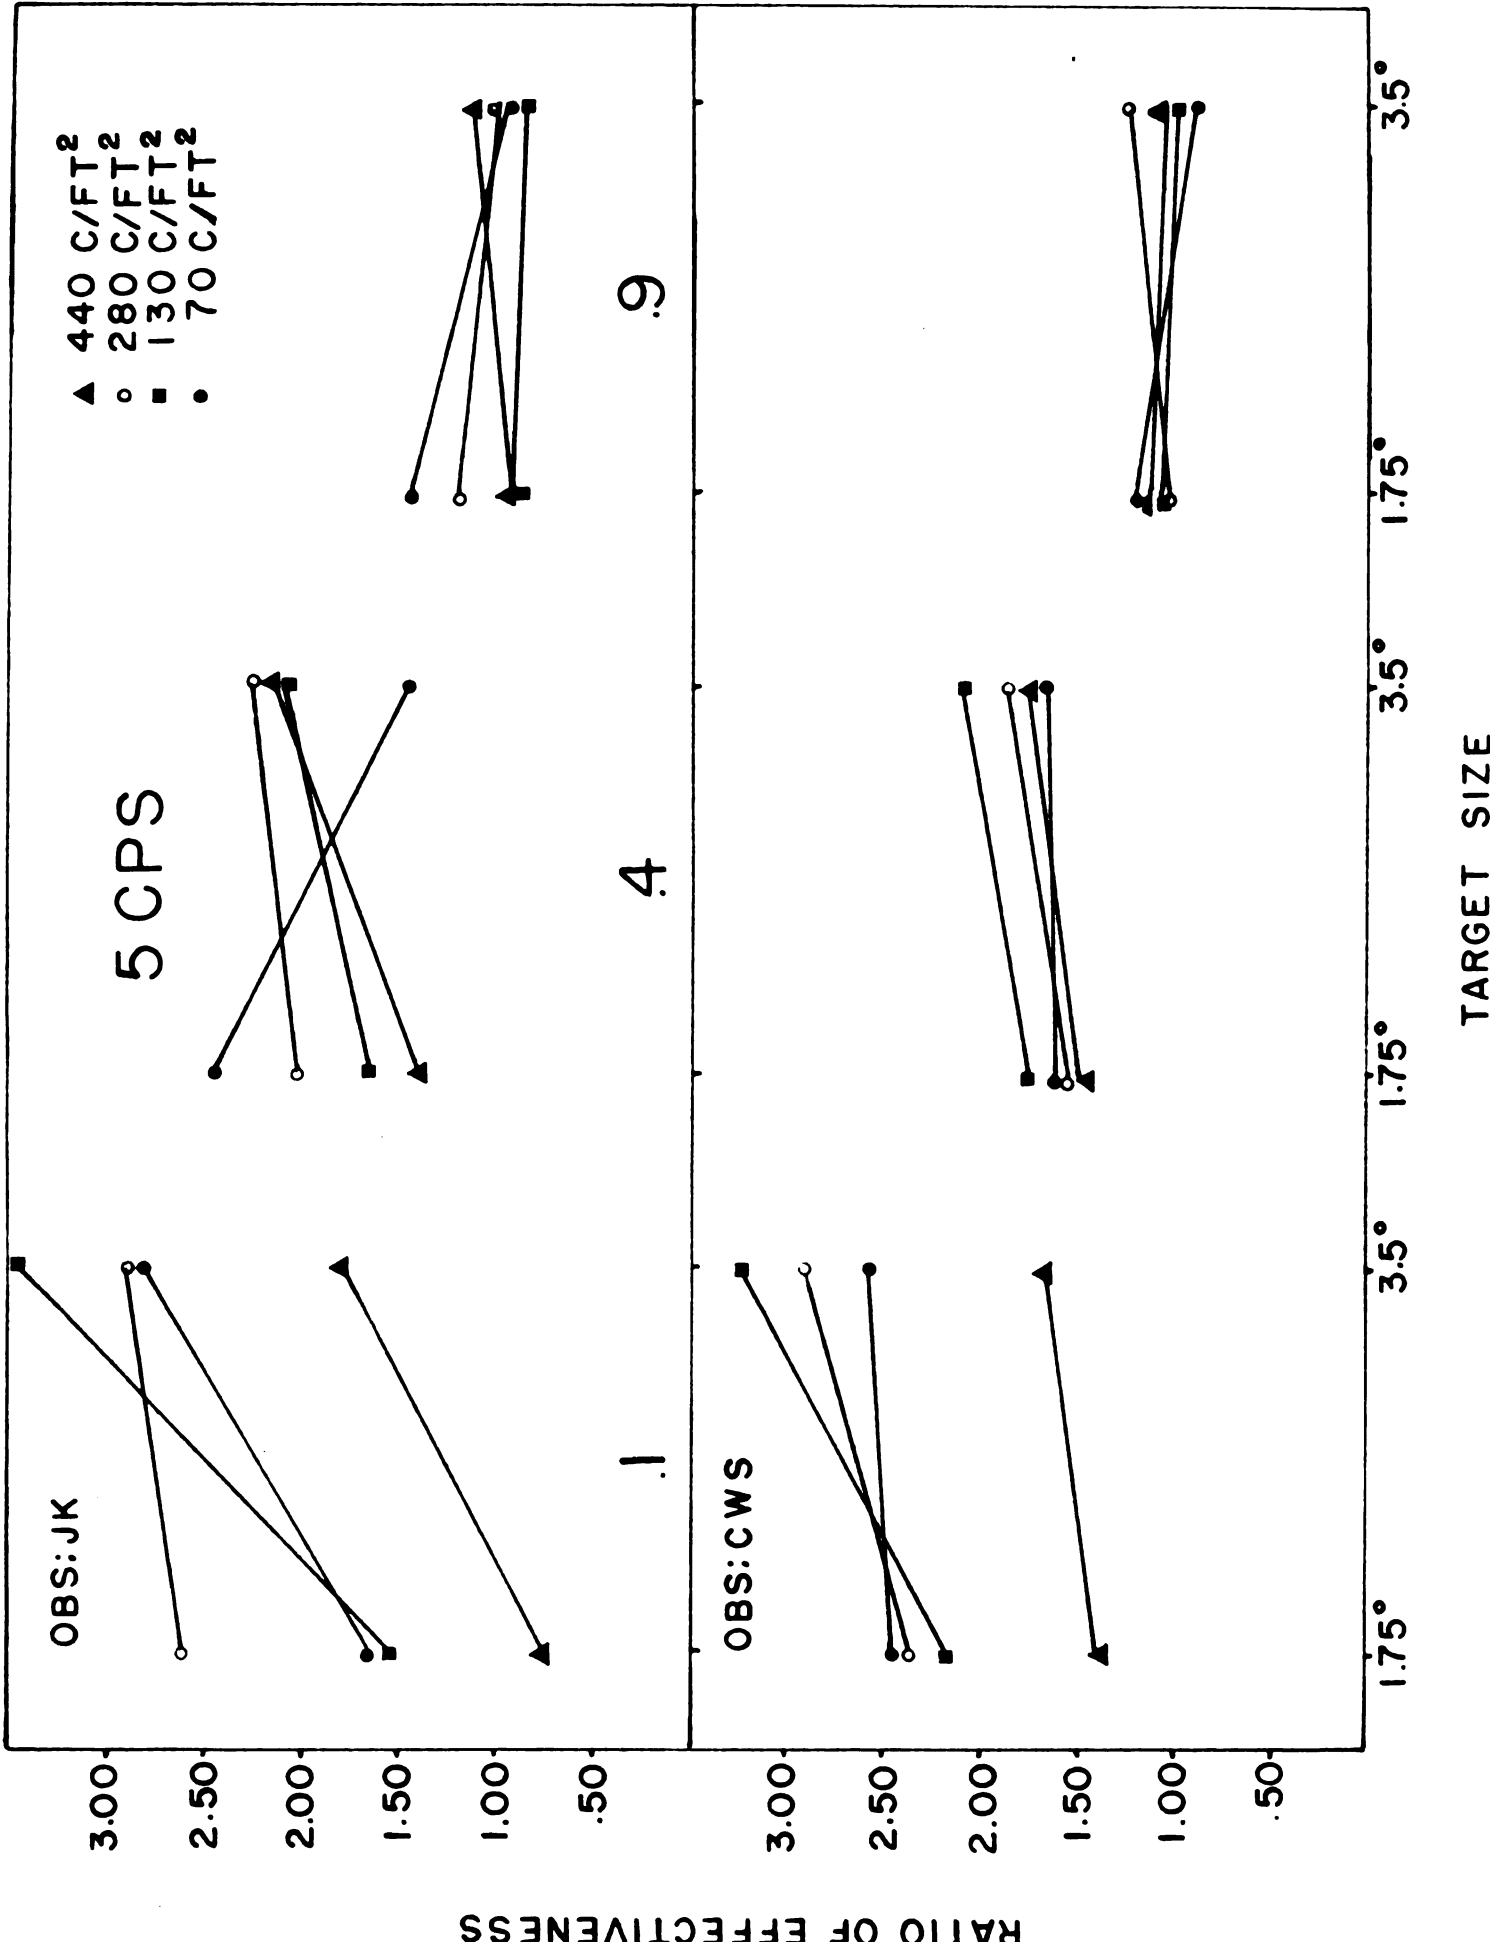 OBS:JK
5 CPS
▲ 440 C/FT²
○ 280 C/FT²
■ 130 C/FT²
● 70 C/FT²
3.00
2.50
2.00
1.50
1.00
.50
.1
.4
.9
OBS:CWS
3.00
2.50
2.00
1.50
1.00
.50
1.75° 3.5° 1.75° 3.5° 1.75° 3.5°
TARGET SIZE
RATIO OF EFFECTIVENESS